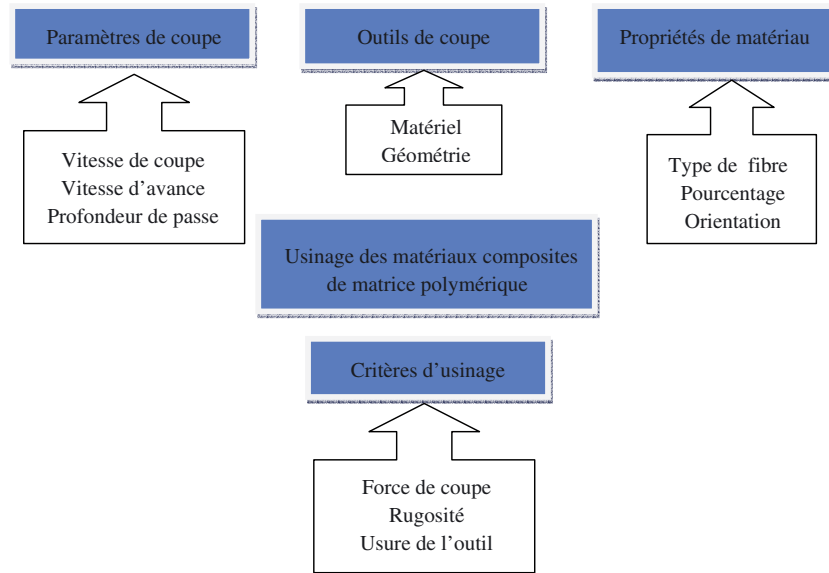 Paramètres de coupe
Outils de coupe
Propriétés de matériau
Vitesse de coupe
Vitesse d’avance
Profondeur de passe
Matériel
Géométrie
Type de fibre
Pourcentage
Orientation
Usinage des matériaux composites
de matrice polymérique
Critères d’usinage
Force de coupe
Rugosité
Usure de l’outil